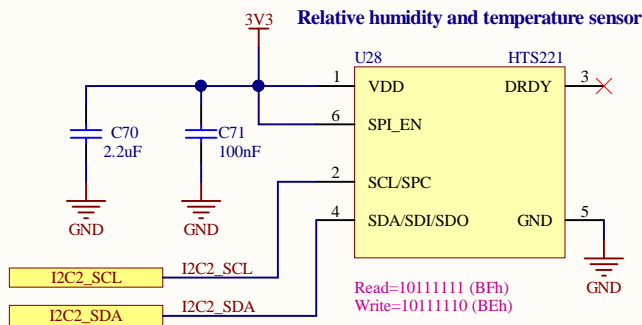 Relative humidity and temperature sensor
3V3
U28 HTS221
1 VDD DRDY 3
6 SPI_EN
C70 C71
2.2uF 100nF
2 SCL/SPC
4 SDA/SDI/SDO GND 5
GND GND
I2C2_SCL I2C2_SCL
GND
Read=10111111 (BFh)
Write=10111110 (BEh)
I2C2_SDA I2C2_SDA